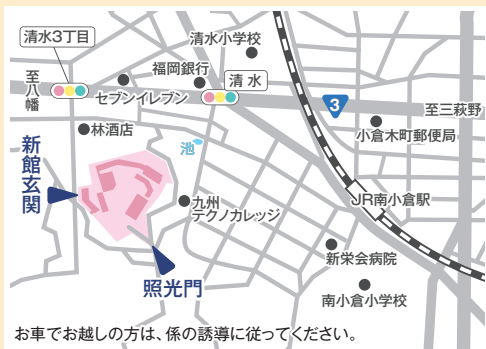 清水3丁目
清水小学校
福岡銀行
至八幡
セブンイレブン
清水
3
至三萩野
小倉木町郵便局
林酒店
池
新館玄関
九州
テクノカレッジ
JR南小倉駅
新栄会病院
照光門
南小倉小学校
お車でお越しの方は、係の誘導に従ってください。